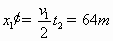 x₁¢ = v₁/2 t₂ = 64m